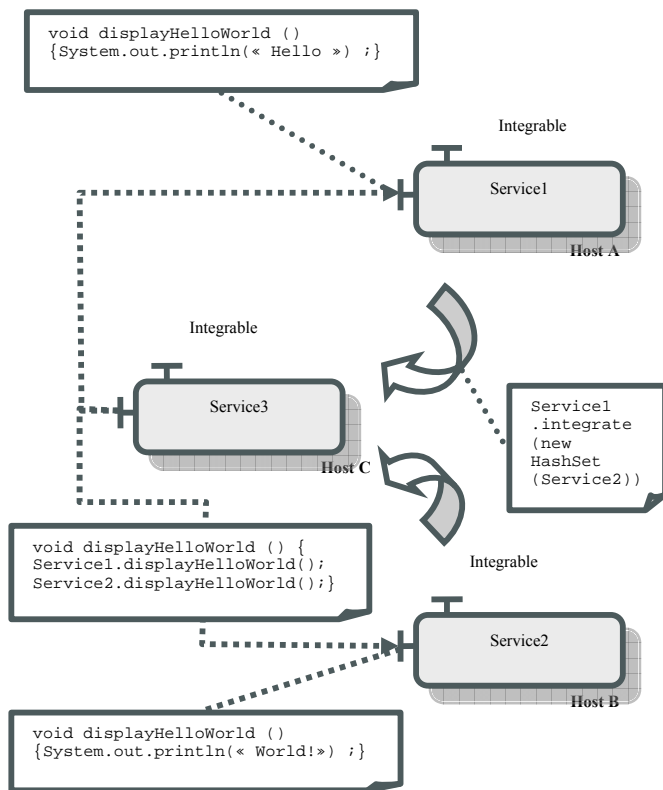 void displayHelloWorld ()
{System.out.println(« Hello ») ;}
Integrable
Service1
Host A
Integrable
Service3
Host C
Service1
.integrate
(new
HashSet
(Service2))
void displayHelloWorld () {
Service1.displayHelloWorld();
Service2.displayHelloWorld();}
Integrable
Service2
Host B
void displayHelloWorld ()
{System.out.println(« World!») ;}